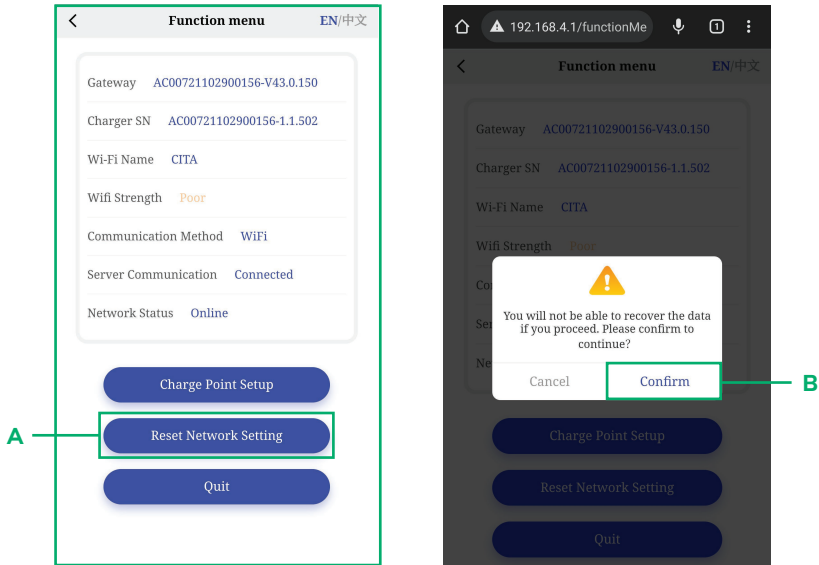 Function menu EN/中文
Gateway AC00721102900156-V43.0.150
Charger SN AC00721102900156-1.1.502
Wi-Fi Name CITA
Wifi Strength Poor
Communication Method WiFi
Server Communication Connected
Network Status Online
Charge Point Setup
A
Reset Network Setting
Quit
192.168.4.1/functionMe 1
Function menu EN/中文
Gateway AC00721102900156-V43.0.150
Charger SN AC00721102900156-1.1.502
Wi-Fi Name CITA
Wifi Strength Poor
Co
Ser
Ne
You will not be able to recover the data
if you proceed. Please confirm to
continue?
Cancel Confirm
B
Charge Point Setup
Reset Network Setting
Quit